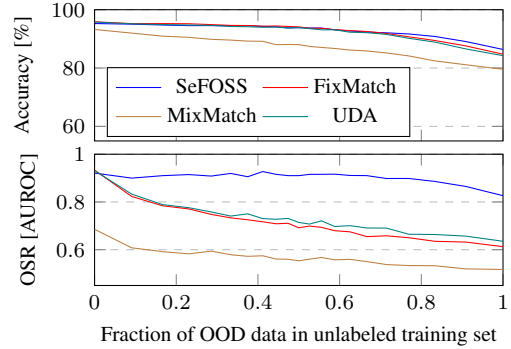 Accuracy [%]
100
80
60
SeFOSS
FixMatch
MixMatch
UDA
OSR [AUROC]
1
0.8
0.6
0
0.2
0.4
0.6
0.8
1
Fraction of OOD data in unlabeled training set